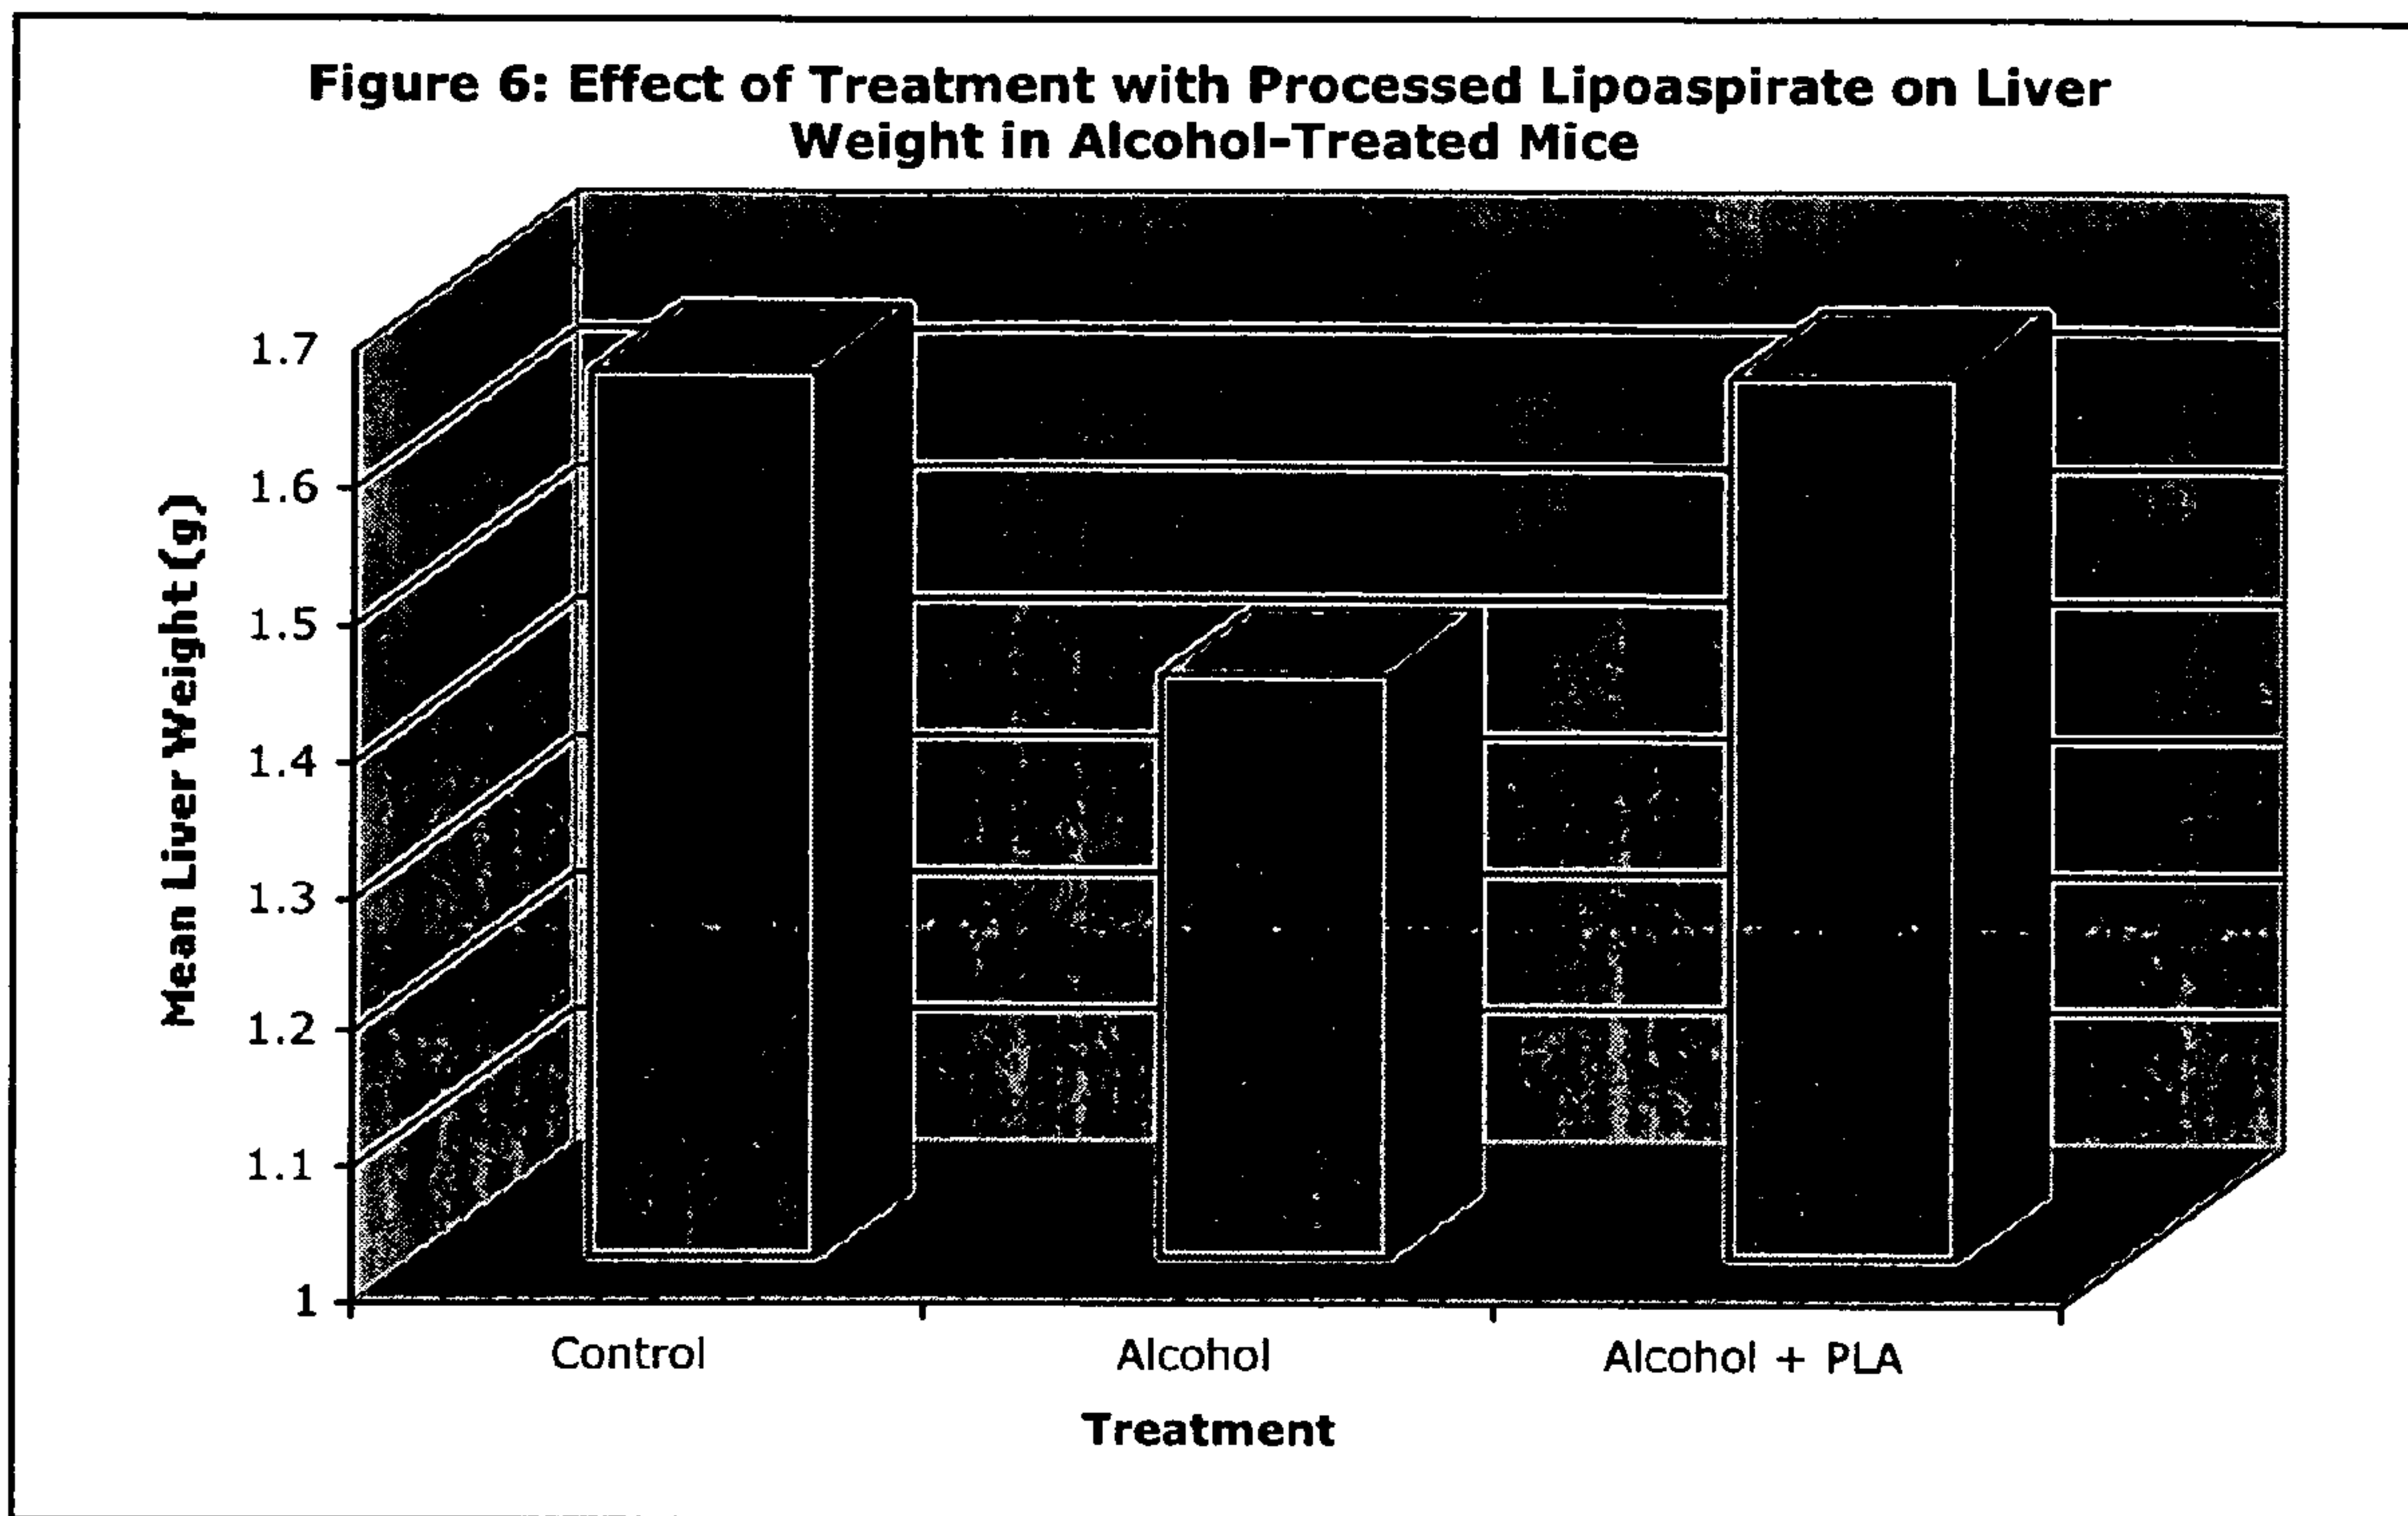 Figure 6: Effect of Treatment with Processed Lipoaspirate on Liver
Weight in Alcohol-Treated Mice
Mean Liver Weight (g)
1.7
1.6
1.5
1.4
1.3
1.2
1.1
1
Control
Alcohol
Alcohol + PLA
Treatment